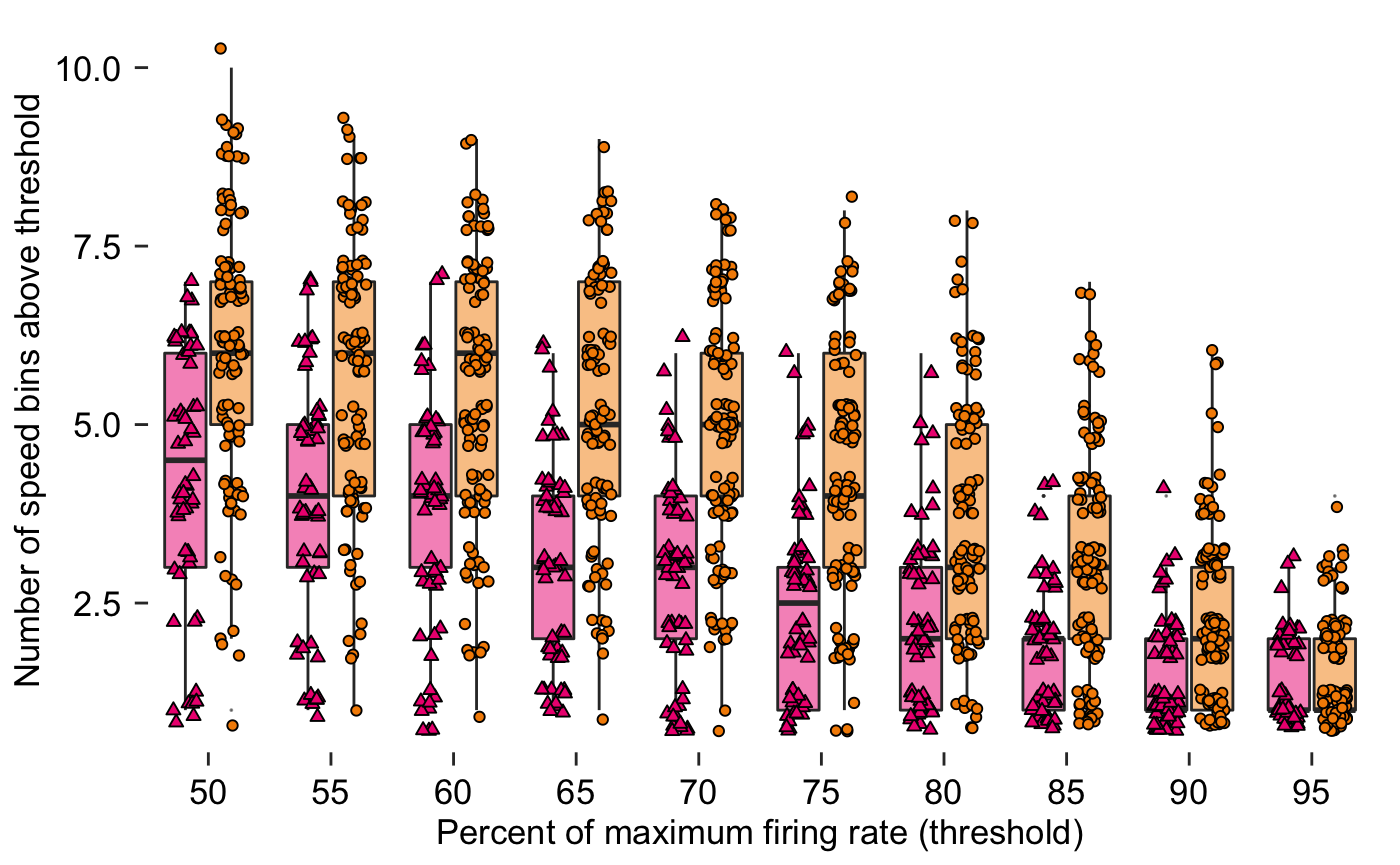 Number of speed bins above threshold
10.0
7.5
5.0
2.5
50 55 60 65 70 75 80 85 90 95
Percent of maximum firing rate (threshold)